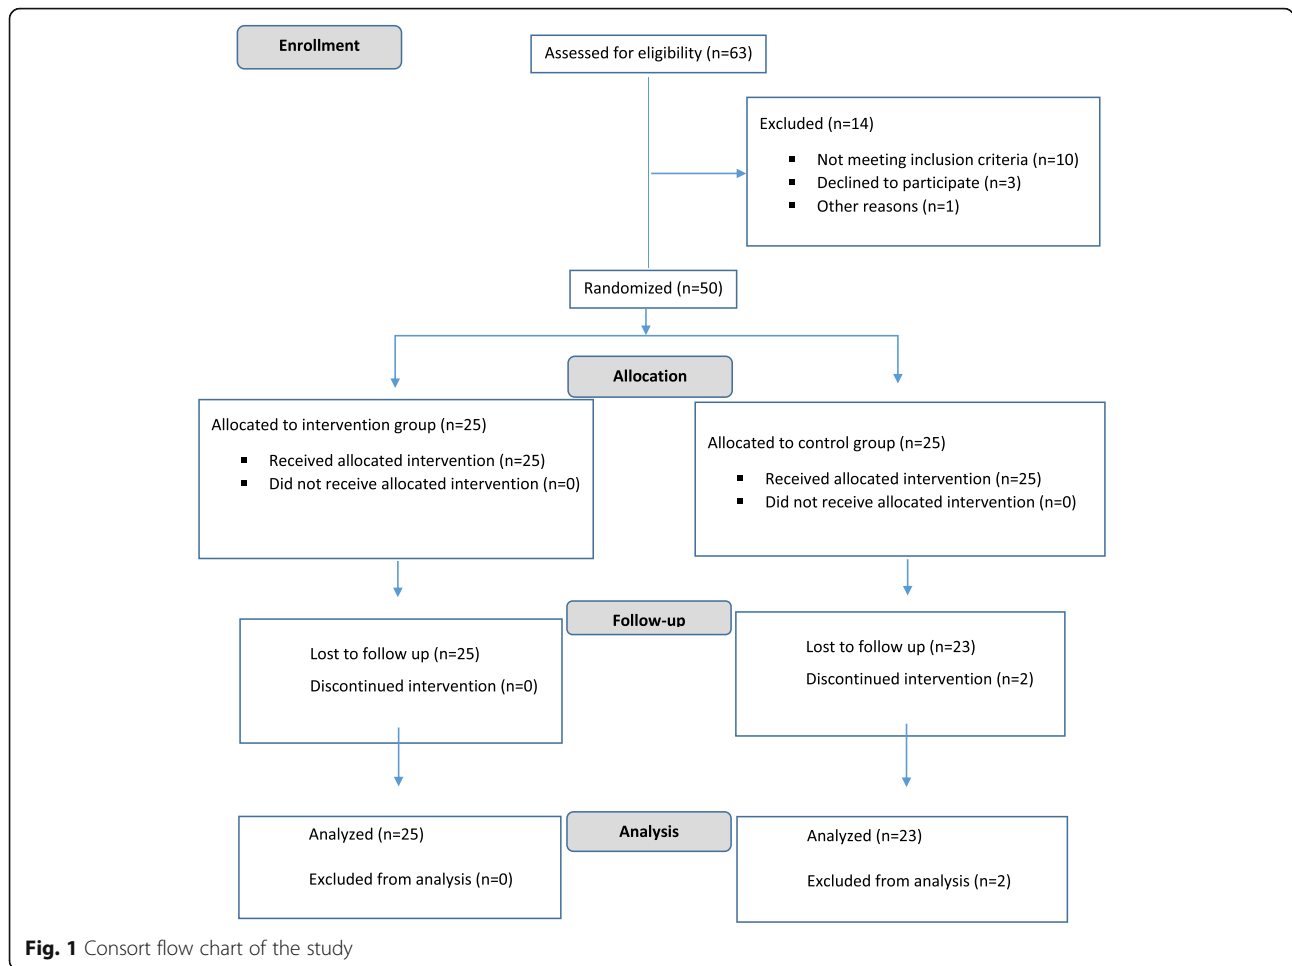 Enrollment
Assessed for eligibility (n=63)
Excluded (n=14)
▪ Not meeting inclusion criteria (n=10)
▪ Declined to participate (n=3)
▪ Other reasons (n=1)
Randomized (n=50)
Allocation
Allocated to intervention group (n=25)
▪ Received allocated intervention (n=25)
▪ Did not receive allocated intervention (n=0)
Allocated to control group (n=25)
▪ Received allocated intervention (n=25)
▪ Did not receive allocated intervention (n=0)
Follow-up
Lost to follow up (n=25)
Discontinued intervention (n=0)
Lost to follow up (n=23)
Discontinued intervention (n=2)
Analysis
Analyzed (n=25)
Excluded from analysis (n=0)
Analyzed (n=23)
Excluded from analysis (n=2)
Fig. 1 Consort flow chart of the study